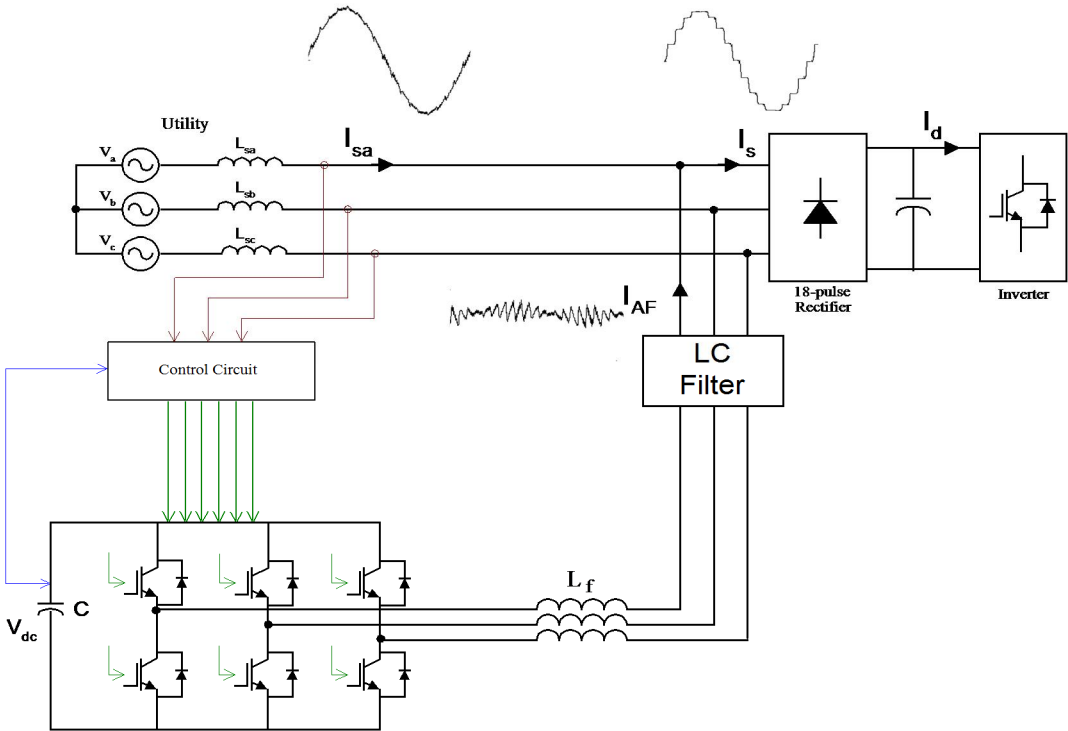 Utility
Va
Lsa
Isa
Is
Id
Vb
Lsb
Vc
Lsc
18-pulse
Rectifier
Inverter
IAF
LC
Filter
Control Circuit
Lf
C
Vdc